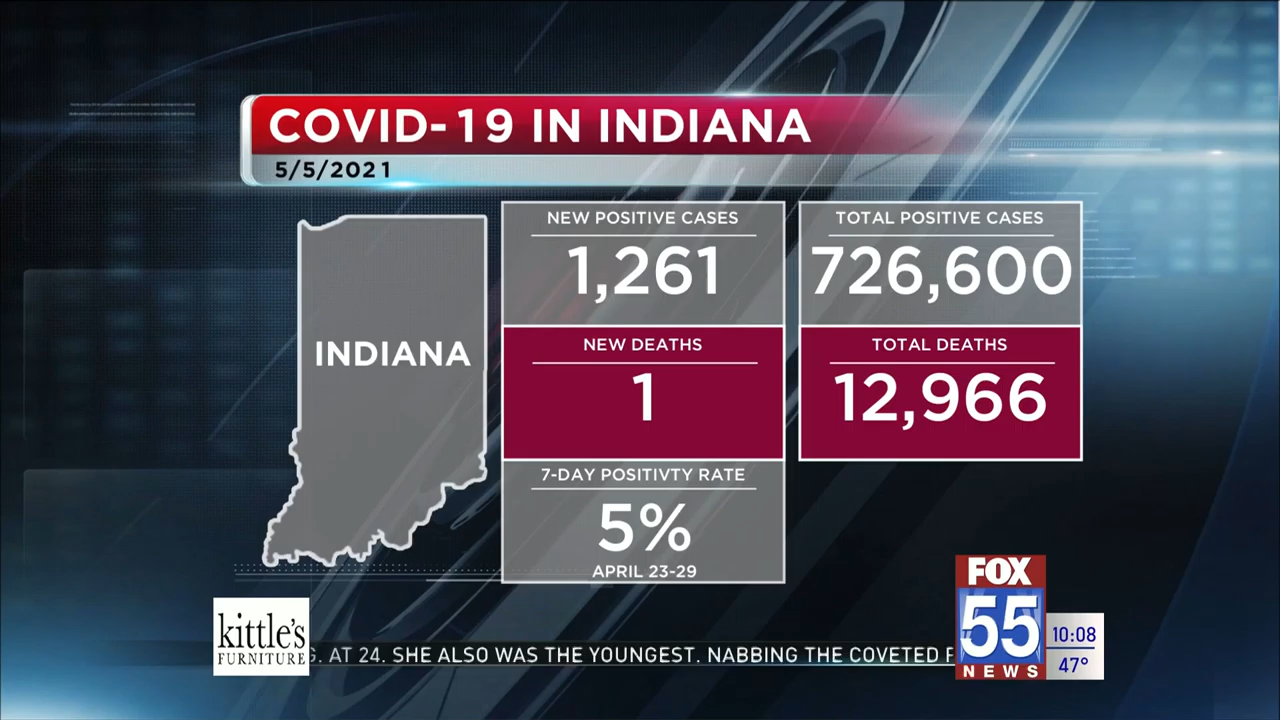 COVID-19 IN INDIANA
5/5/2021
INDIANA
NEW POSITIVE CASES
1,261
NEW DEATHS
1
7-DAY POSITIVTY RATE
5%
APRIL 23-29
TOTAL POSITIVE CASES
726,600
TOTAL DEATHS
12,966
kittle's
FURNITURE
. AT 24. SHE ALSO WAS THE YOUNGEST. NABBING THE COVETED
FOX
55
NEWS
10:08
47°